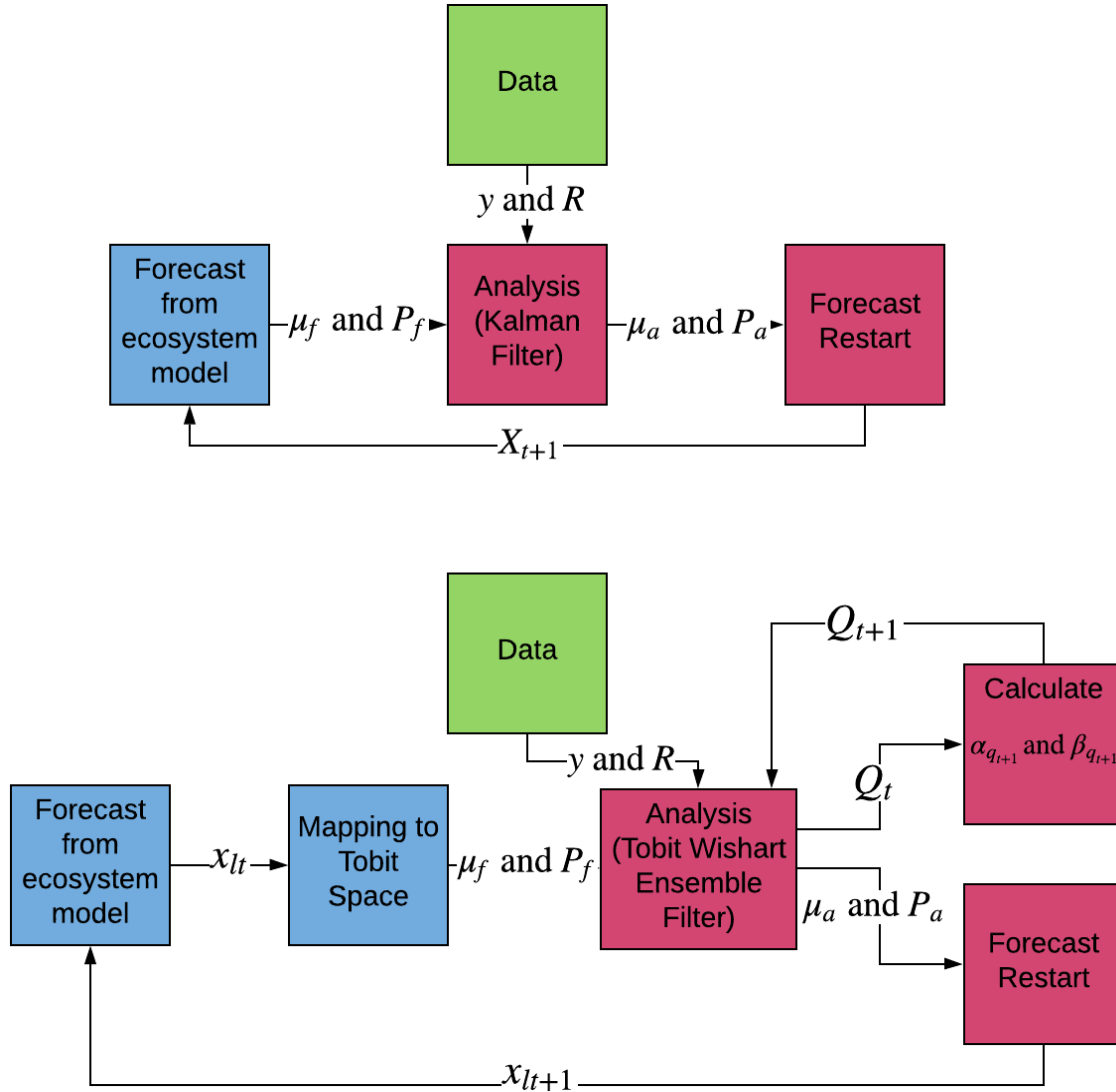 Data
y and R
Forecast
from
ecosystem
model
μ_f and P_f
Analysis
(Kalman
Filter)
μ_a and P_a
Forecast
Restart
X_{t+1}
Data
y and R
Q_{t+1}
Calculate
α_{q_{t+1}} and β_{q_{t+1}}
Q_t
Forecast
from
ecosystem
model
x_{lt}
Mapping to
Tobit
Space
μ_f and P_f
Analysis
(Tobit Wishart
Ensemble
Filter)
μ_a and P_a
Forecast
Restart
x_{lt+1}